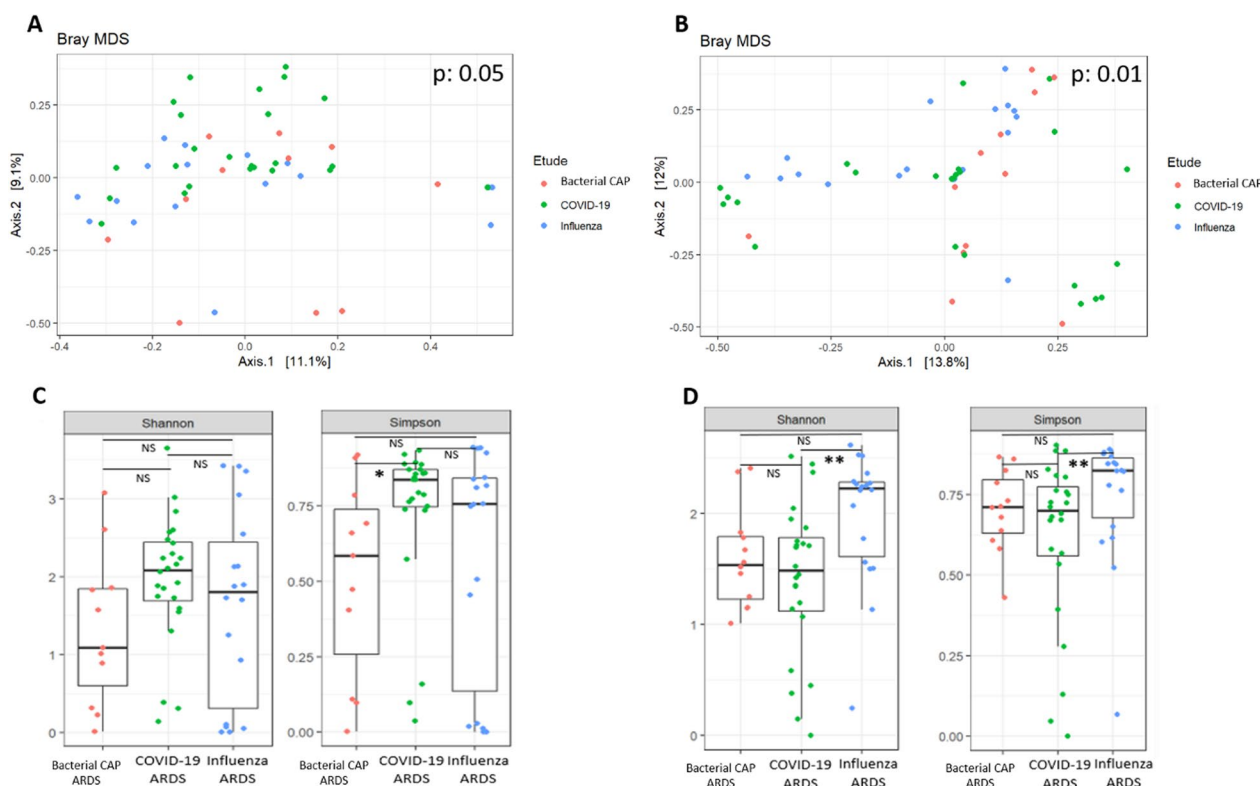 A
Bray MDS
p: 0.05
0.25
0.00
-0.25
-0.50
Axis.2 [9.1%]
-0.4
-0.2
0.0
0.2
0.4
Axis.1 [11.1%]
Etude
Bacterial CAP
COVID-19
Influenza
B
Bray MDS
p: 0.01
0.25
0.00
-0.25
-0.50
Axis.2 [12%]
-0.50
-0.25
0.00
0.25
Axis.1 [13.8%]
Etude
Bacterial CAP
COVID-19
Influenza
C
Shannon
NS
NS
NS
3
2
1
0
Bacterial CAP
ARDS
COVID-19
ARDS
Influenza
ARDS
Simpson
NS
NS
*
0.75
0.50
0.25
0.00
Bacterial CAP
ARDS
COVID-19
ARDS
Influenza
ARDS
D
Shannon
NS
**
NS
2
1
0
Bacterial CAP
ARDS
COVID-19
ARDS
Influenza
ARDS
Simpson
NS
**
NS
0.75
0.50
0.25
0.00
Bacterial CAP
ARDS
COVID-19
ARDS
Influenza
ARDS